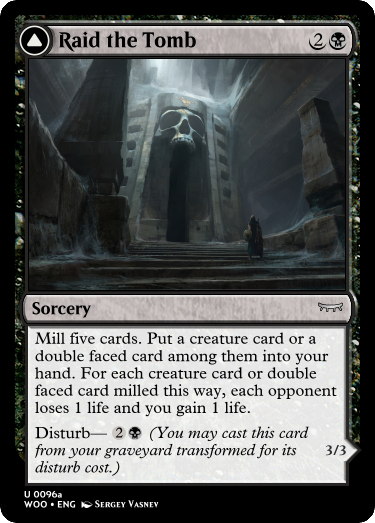 Raid the Tomb 2
Sorcery
Mill five cards. Put a creature card or a
double faced card among them into your
hand. For each creature card or double
faced card milled this way, each opponent
loses 1 life and you gain 1 life.
Disturb— 2 (You may cast this card
from your graveyard transformed for its
disturb cost.)
3/3
U 0096a
WOO • ENG Sergey Vasnev